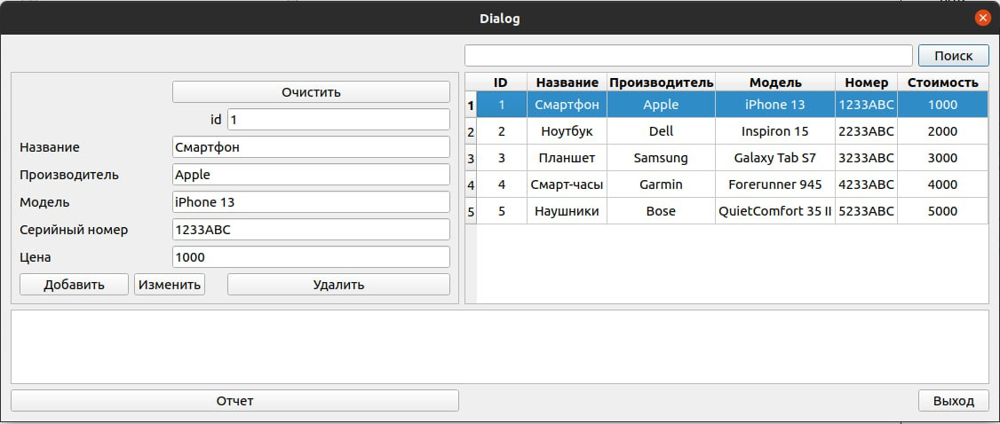 Dialog
Поиск
Очистить
id 1
Название Смартфон
Производитель Apple
Модель iPhone 13
Серийный номер 1233ABC
Цена 1000
Добавить Изменить Удалить
ID Название Производитель Модель Номер Стоимость
1 1 Смартфон Apple iPhone 13 1233ABC 1000
2 2 Ноутбук Dell Inspiron 15 2233ABC 2000
3 3 Планшет Samsung Galaxy Tab S7 3233ABC 3000
4 4 Смарт-часы Garmin Forerunner 945 4233ABC 4000
5 5 Наушники Bose QuietComfort 35 II 5233ABC 5000
Отчет Выход